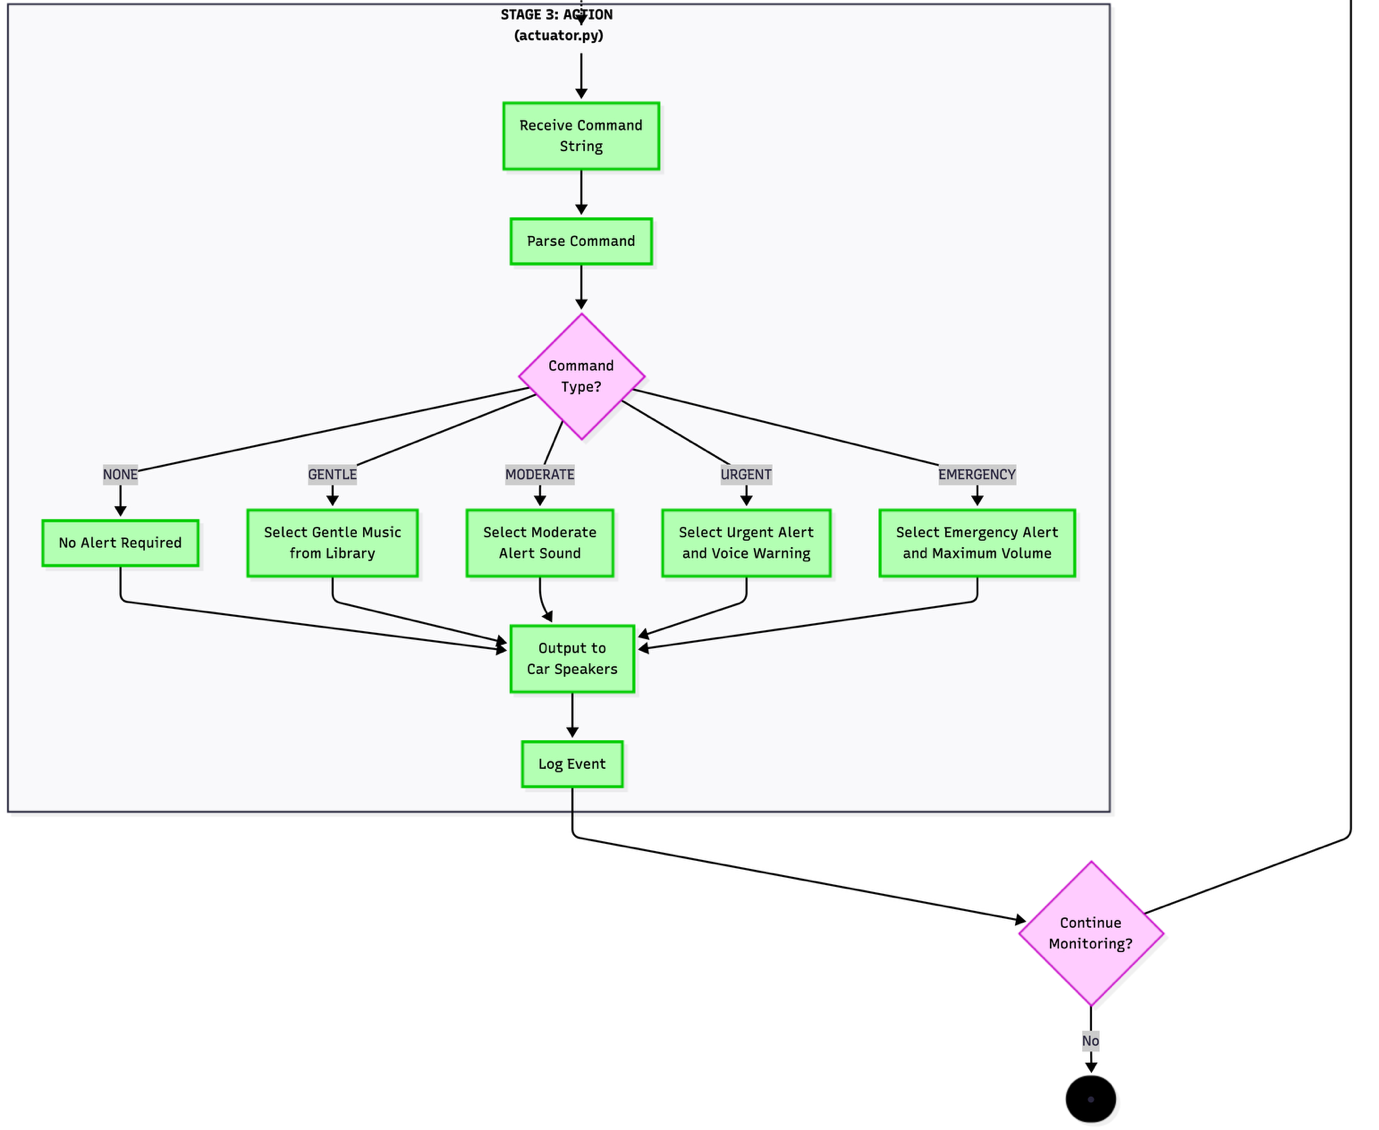 STAGE 3: ACTION
(actuator.py)
Receive Command
String
Parse Command
Command
Type?
NONE
GENTLE
MODERATE
URGENT
EMERGENCY
No Alert Required
Select Gentle Music
from Library
Select Moderate
Alert Sound
Select Urgent Alert
and Voice Warning
Select Emergency Alert
and Maximum Volume
Output to
Car Speakers
Log Event
Continue
Monitoring?
No